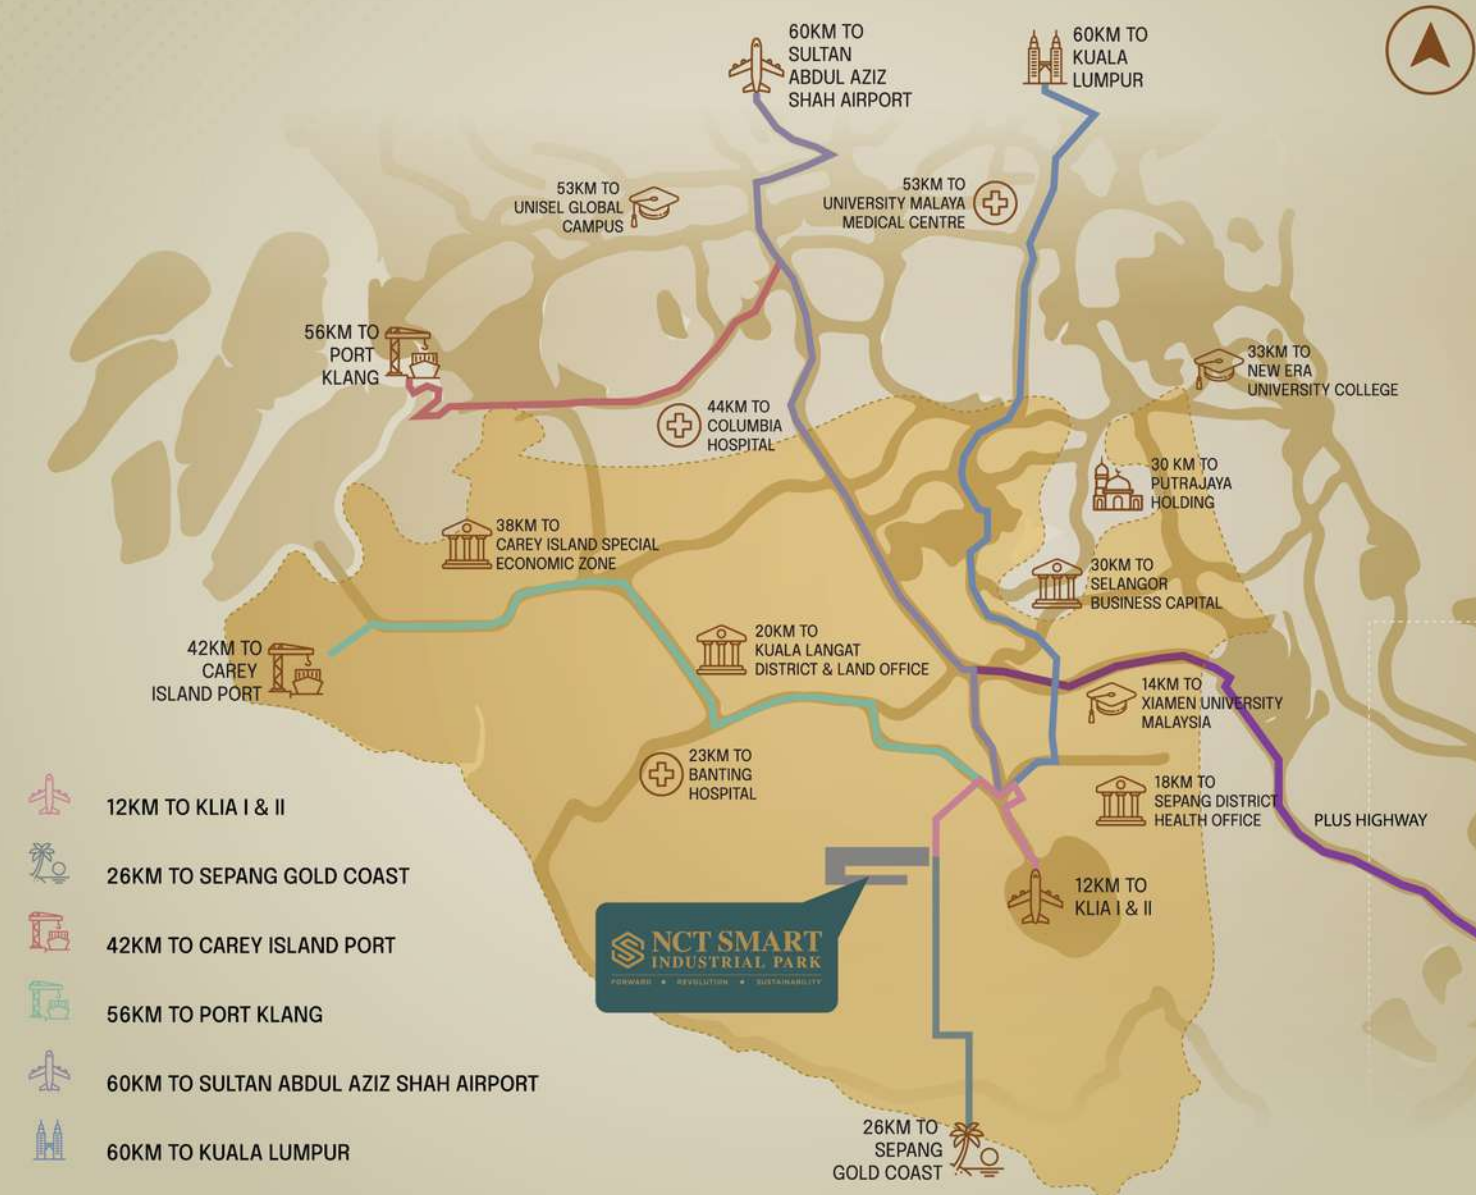 60KM TO
SULTAN
ABDUL AZIZ
SHAH AIRPORT
60KM TO
KUALA
LUMPUR
53KM TO
UNISEL GLOBAL
CAMPUS
53KM TO
UNIVERSITY MALAYA
MEDICAL CENTRE
56KM TO
PORT
KLANG
33KM TO
NEW ERA
UNIVERSITY COLLEGE
44KM TO
COLUMBIA
HOSPITAL
30 KM TO
PUTRAJAYA
HOLDING
38KM TO
CAREY ISLAND SPECIAL
ECONOMIC ZONE
30KM TO
SELANGOR
BUSINESS CAPITAL
42KM TO
CAREY
ISLAND PORT
20KM TO
KUALA LANGAT
DISTRICT & LAND OFFICE
14KM TO
XIAMEN UNIVERSITY
MALAYSIA
23KM TO
BANTING
HOSPITAL
18KM TO
SEPANG DISTRICT
HEALTH OFFICE
PLUS HIGHWAY
12KM TO
KLIA I & II
NCT SMART
INDUSTRIAL PARK
FORWARD ★ REVOLUTION ★ SUSTAINABILITY
26KM TO
SEPANG
GOLD COAST
12KM TO KLIA I & II
26KM TO SEPANG GOLD COAST
42KM TO CAREY ISLAND PORT
56KM TO PORT KLANG
60KM TO SULTAN ABDUL AZIZ SHAH AIRPORT
60KM TO KUALA LUMPUR